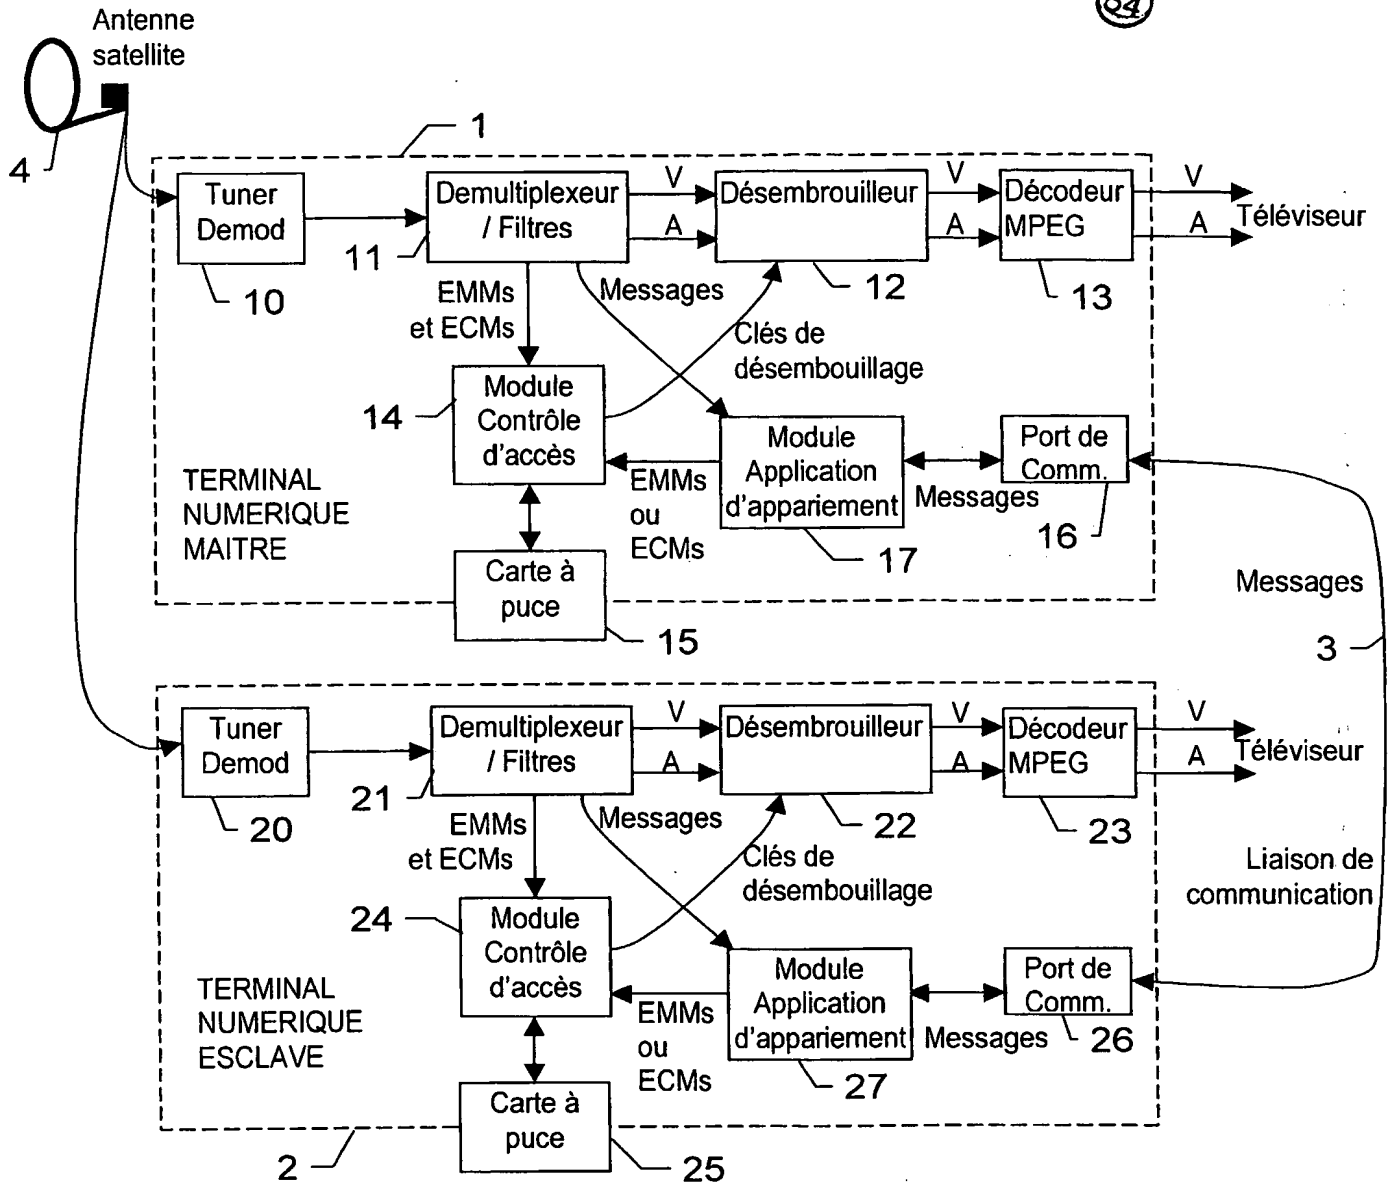 04
Antenne
satellite
4
1
Tuner
Demod
10
Demultiplexeur
/ Filtres
11
V
A
Désembrouilleur
12
V
A
Décodeur
MPEG
13
V
A
Téléviseur
EMMs
et ECMs
Messages
Clés de
désembouillage
14
Module
Contrôle
d'accès
Module
Application
d'appariement
17
Port de
Comm.
16
Messages
EMMs
ou
ECMs
TERMINAL
NUMERIQUE
MAITRE
Carte à
puce
15
Messages
3
Tuner
Demod
20
Demultiplexeur
/ Filtres
21
V
A
Désembrouilleur
22
V
A
Décodeur
MPEG
23
V
A
Téléviseur
EMMs
et ECMs
Messages
Clés de
désembouillage
Liaison de
communication
24
Module
Contrôle
d'accès
Module
Application
d'appariement
27
Port de
Comm.
26
Messages
EMMs
ou
ECMs
TERMINAL
NUMERIQUE
ESCLAVE
Carte à
puce
25
2